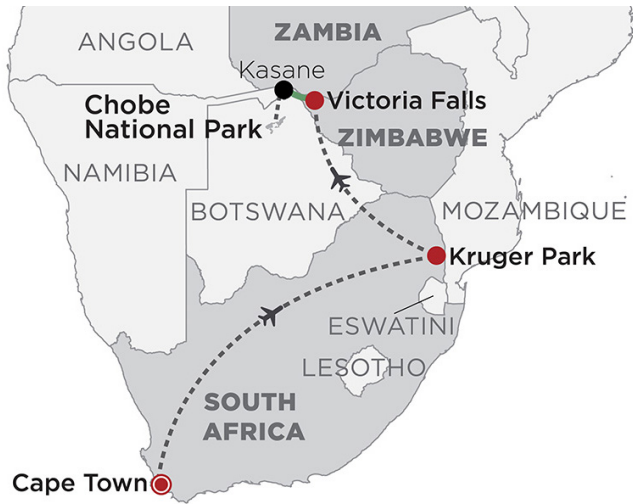 ANGOLA
ZAMBIA
Kasane
Chobe
National Park
Victoria Falls
ZIMBABWE
NAMIBIA
BOTSWANA
MOZAMBIQUE
Kruger Park
ESWATINI
LESOTHO
SOUTH
AFRICA
Cape Town